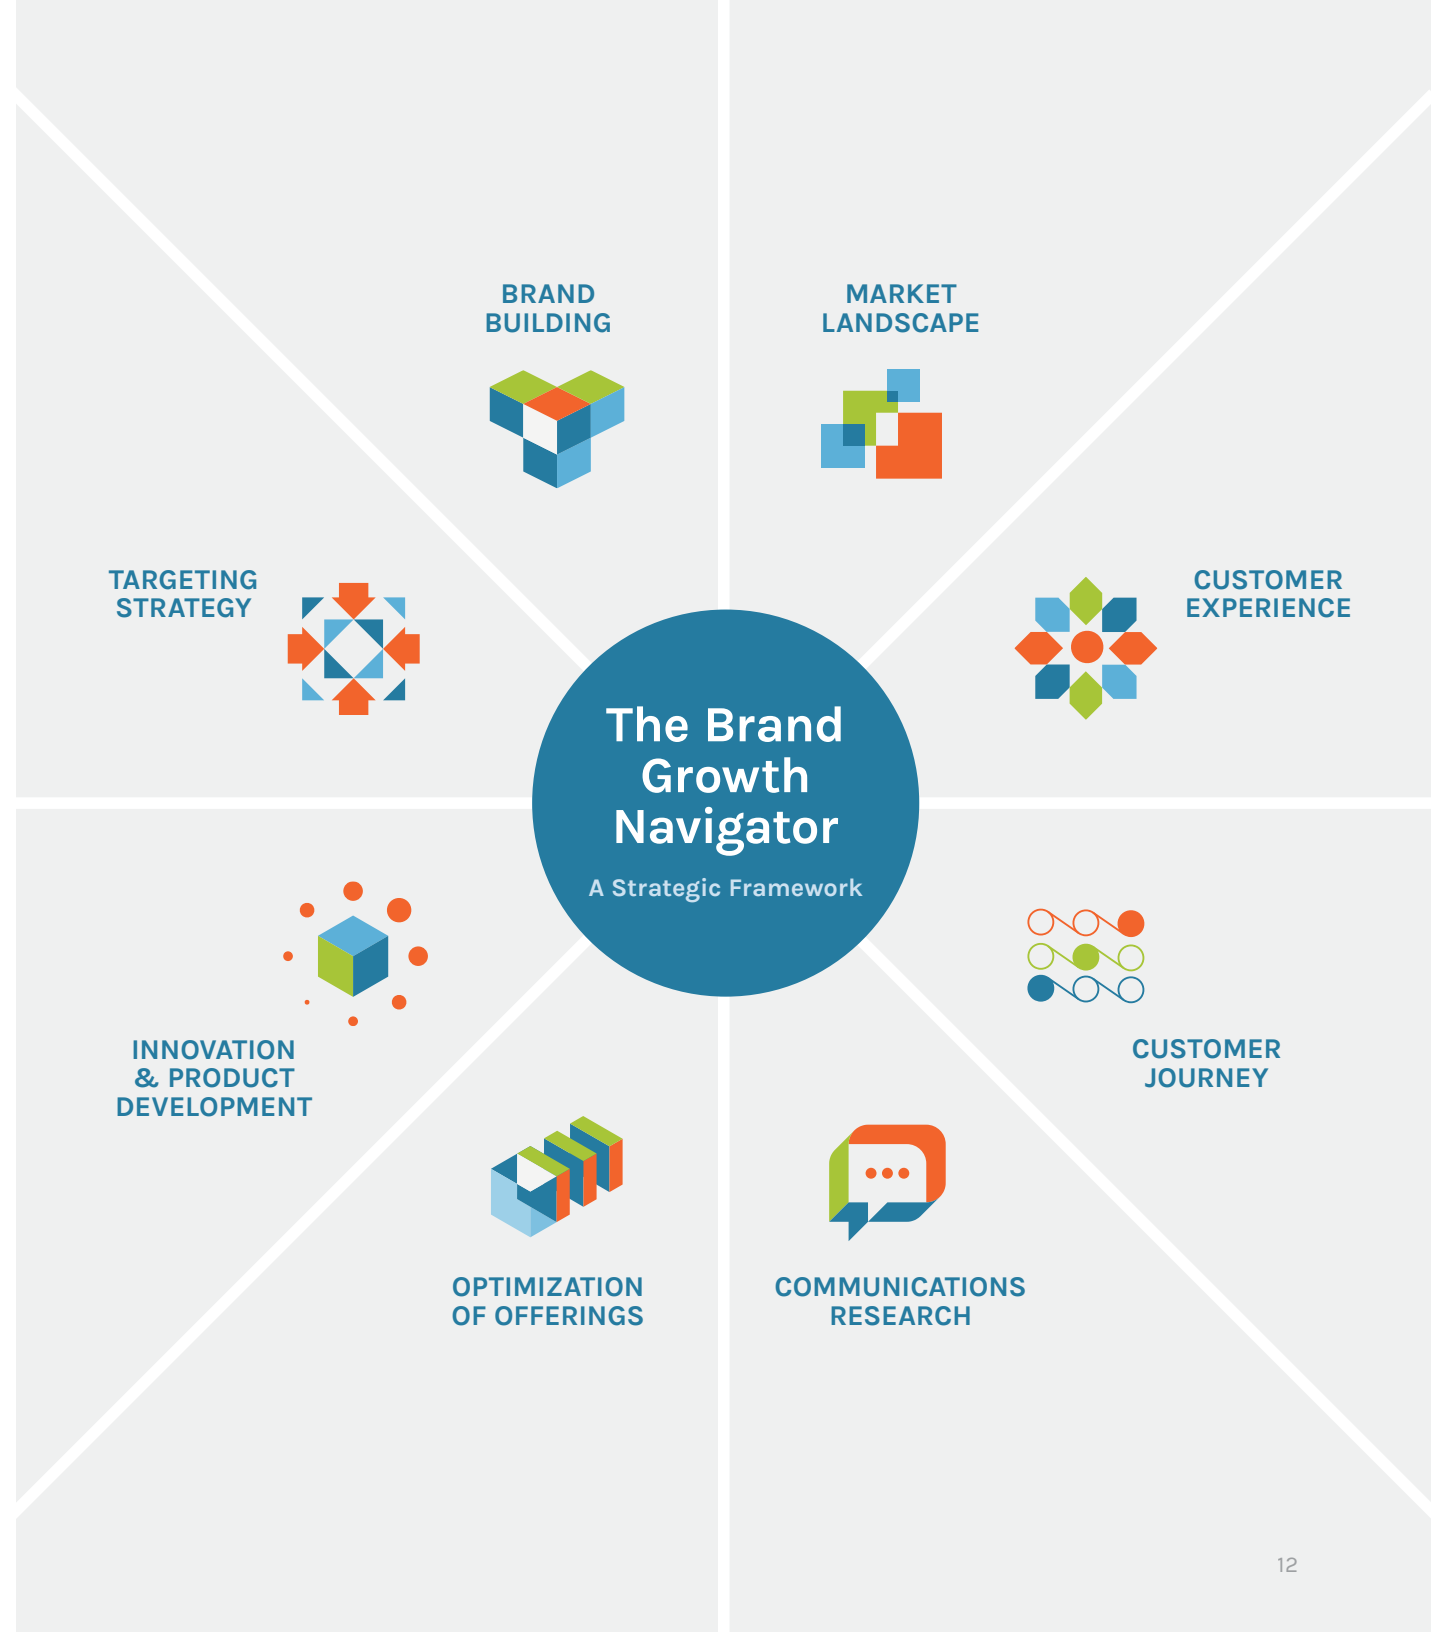 BRAND
BUILDING
MARKET
LANDSCAPE
TARGETING
STRATEGY
CUSTOMER
EXPERIENCE
The Brand
Growth
Navigator
A Strategic Framework
INNOVATION
& PRODUCT
DEVELOPMENT
CUSTOMER
JOURNEY
OPTIMIZATION
OF OFFERINGS
COMMUNICATIONS
RESEARCH
12